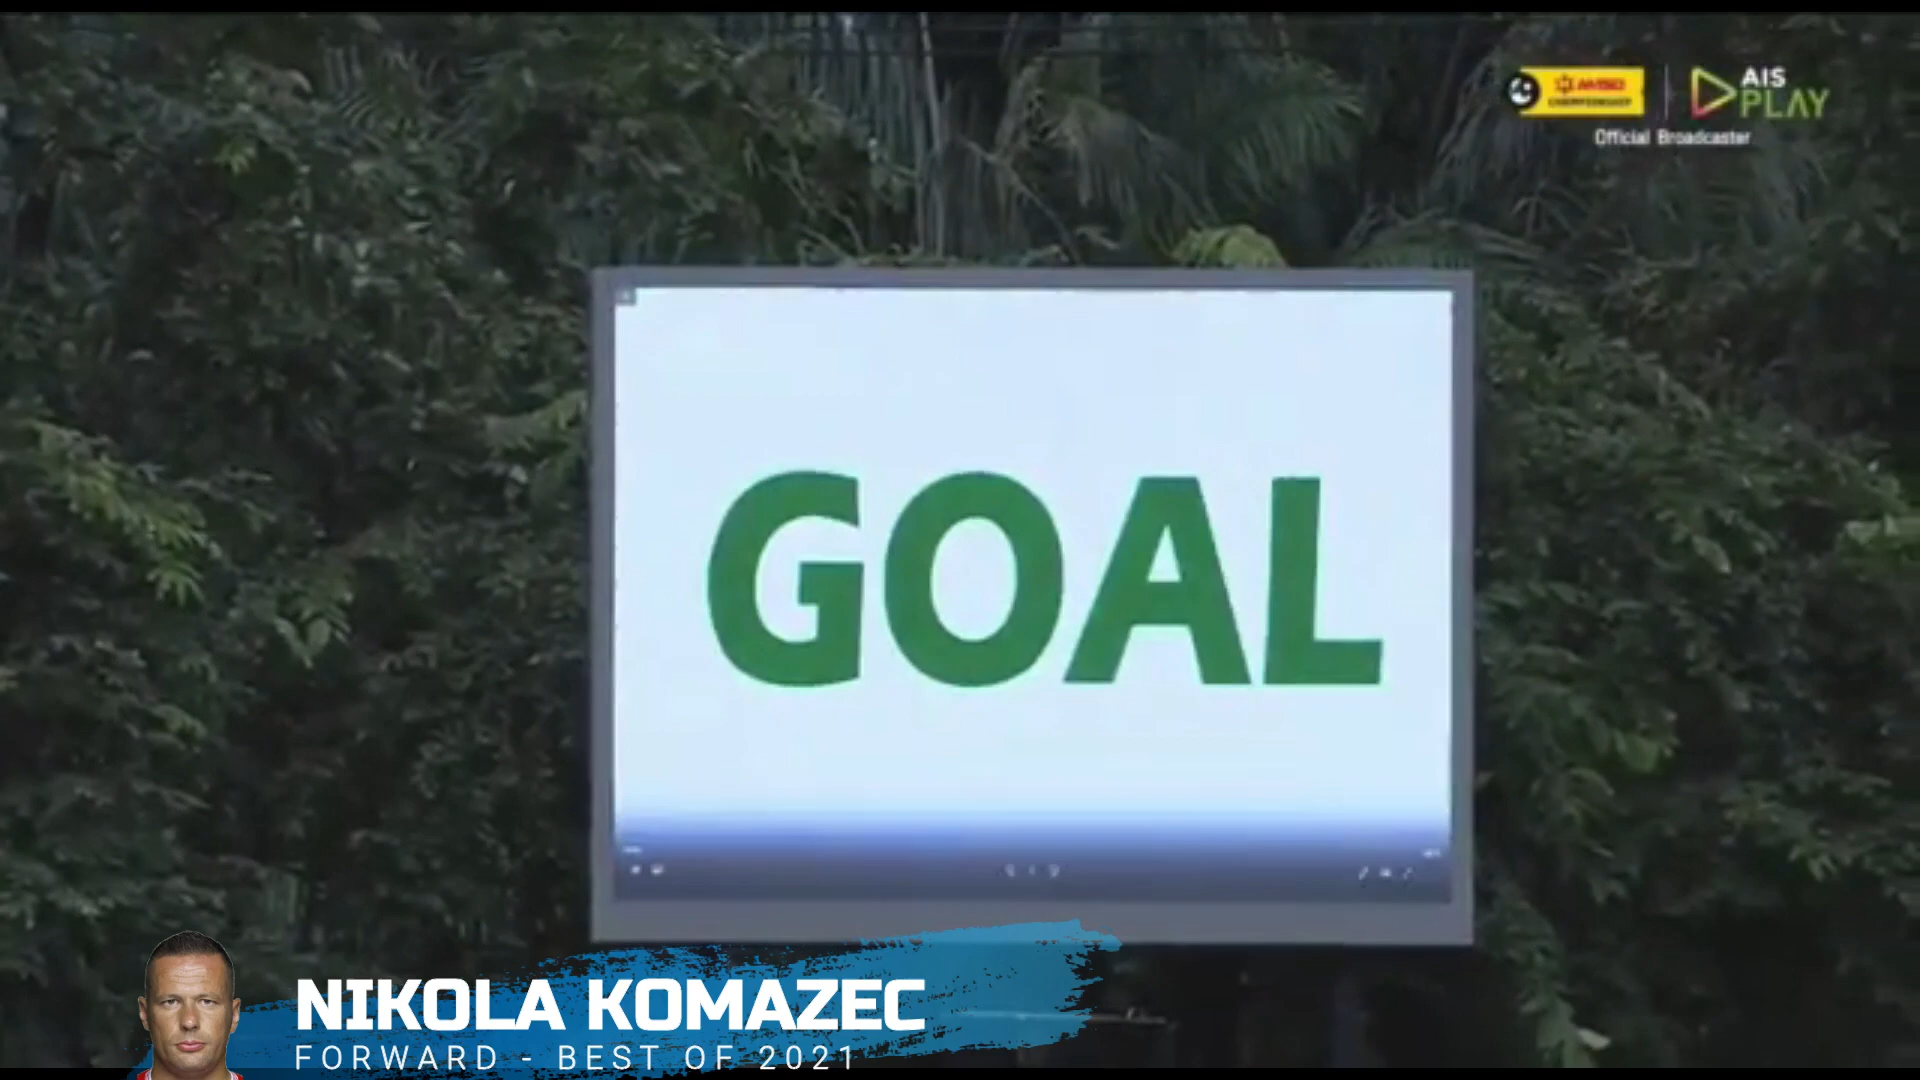 AIS
PLAY
Official Broadcaster
GOAL
NIKOLA KOMAZEC
FORWARD - BEST OF 2021